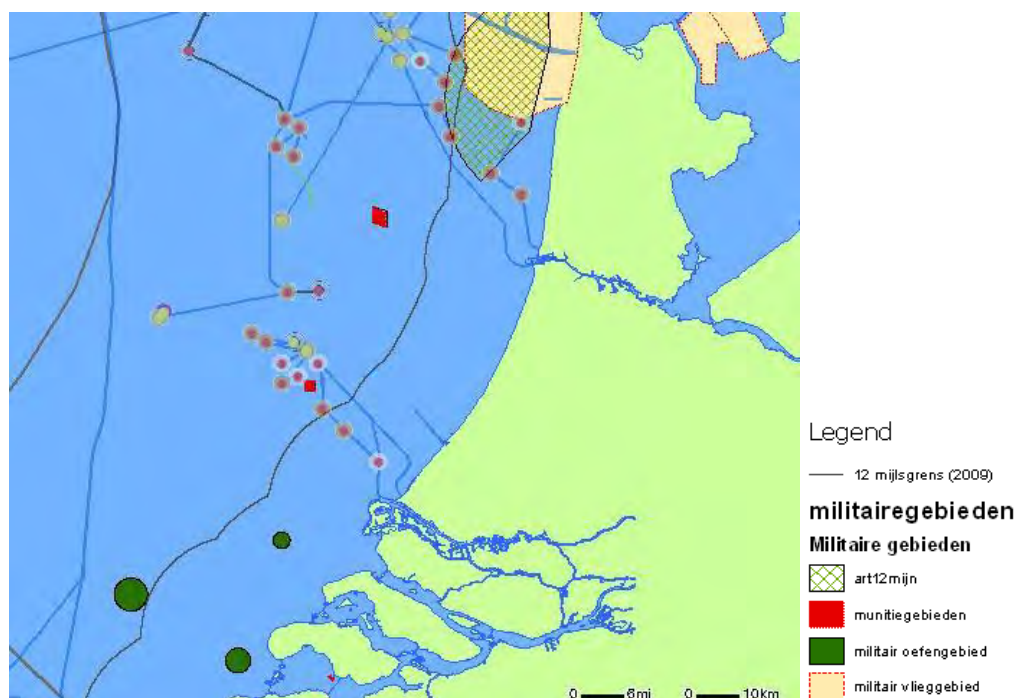 Legend
12 mijlsgrens (2009)
militairegebieden
Militaire gebieden
art12mijn
munitiegebieden
militair oefengebied
militair vlieggebied
0 6mi 0 10Km